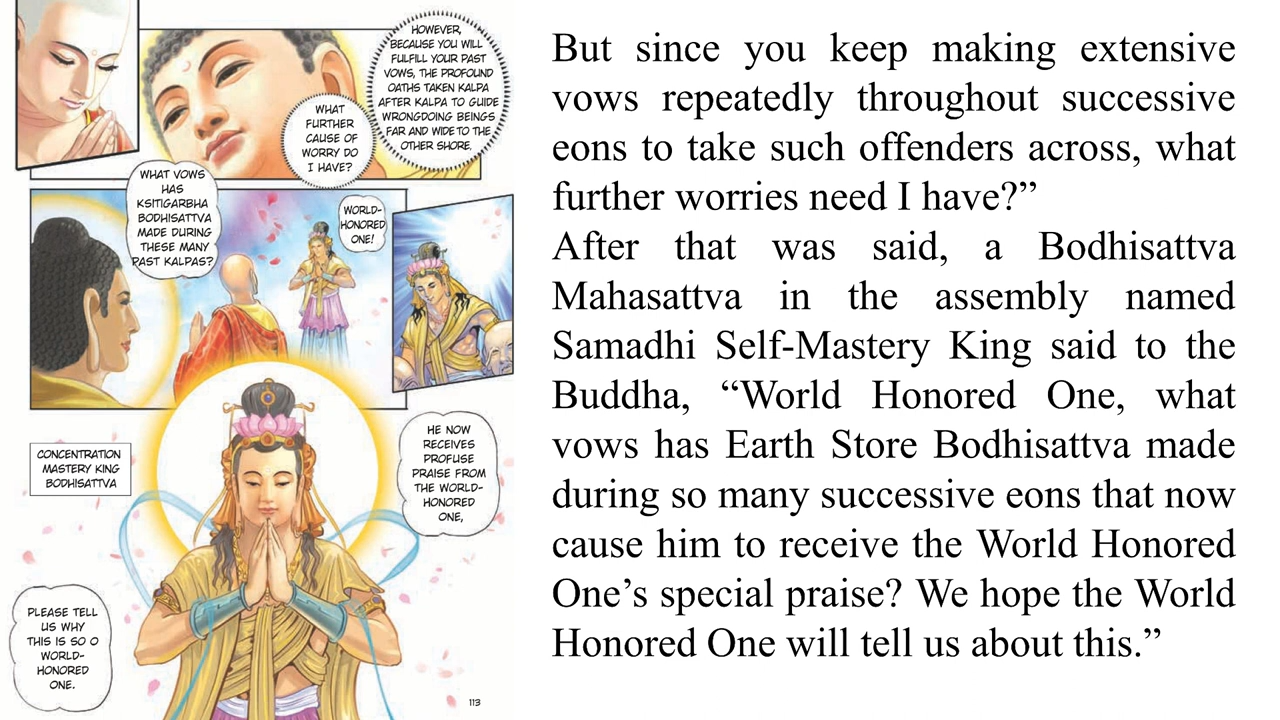 HOWEVER,
BECAUSE YOU WILL
FULFILL YOUR PAST
VOWS, THE PROFOUND
OATHS TAKEN KALPA
AFTER KALPA TO GUIDE
WRONGDOING BEINGS
FAR AND WIDE TO THE
OTHER SHORE.
WHAT
FURTHER
CAUSE OF
WORRY DO
I HAVE?
WORLD-
HONORED
ONE!
WHAT VOWS
HAS
KSITIGARBHA
BODHISATTVA
MADE DURING
THESE MANY
PAST KALPAS?
CONCENTRATION
MASTERY KING
BODHISATTVA
HE NOW
RECEIVES
PROFUSE
PRAISE FROM
THE WORLD-
HONORED
ONE,
PLEASE TELL
US WHY
THIS IS SO O
WORLD-
HONORED
ONE.
113
But since you keep making extensive
vows repeatedly throughout successive
eons to take such offenders across, what
further worries need I have?”
After that was said, a Bodhisattva
Mahasattva in the assembly named
Samadhi Self-Mastery King said to the
Buddha, “World Honored One, what
vows has Earth Store Bodhisattva made
during so many successive eons that now
cause him to receive the World Honored
One’s special praise? We hope the World
Honored One will tell us about this.”